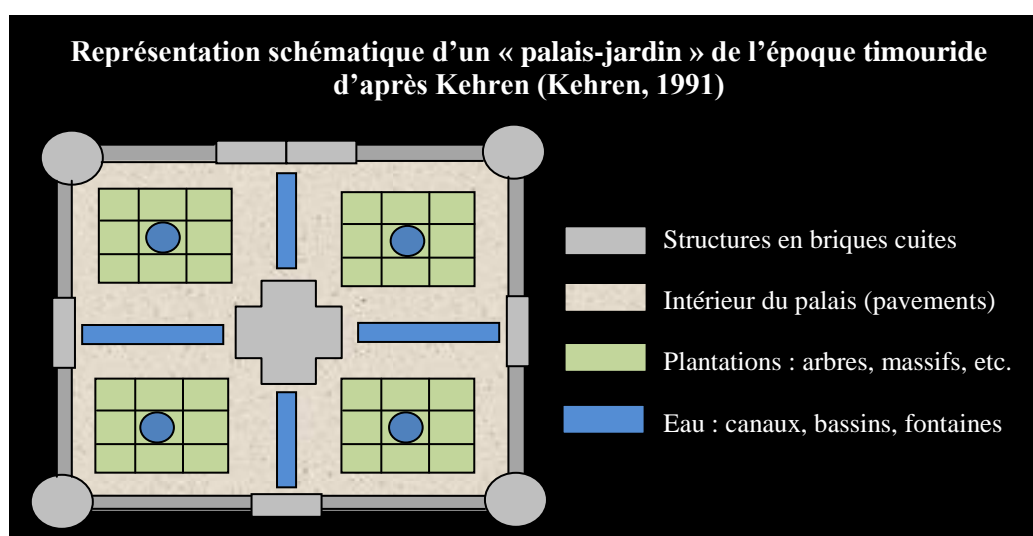 Représentation schématique d’un « palais-jardin » de l’époque timouride
d’après Kehren (Kehren, 1991)
Structures en briques cuites
Intérieur du palais (pavements)
Plantations : arbres, massifs, etc.
Eau : canaux, bassins, fontaines